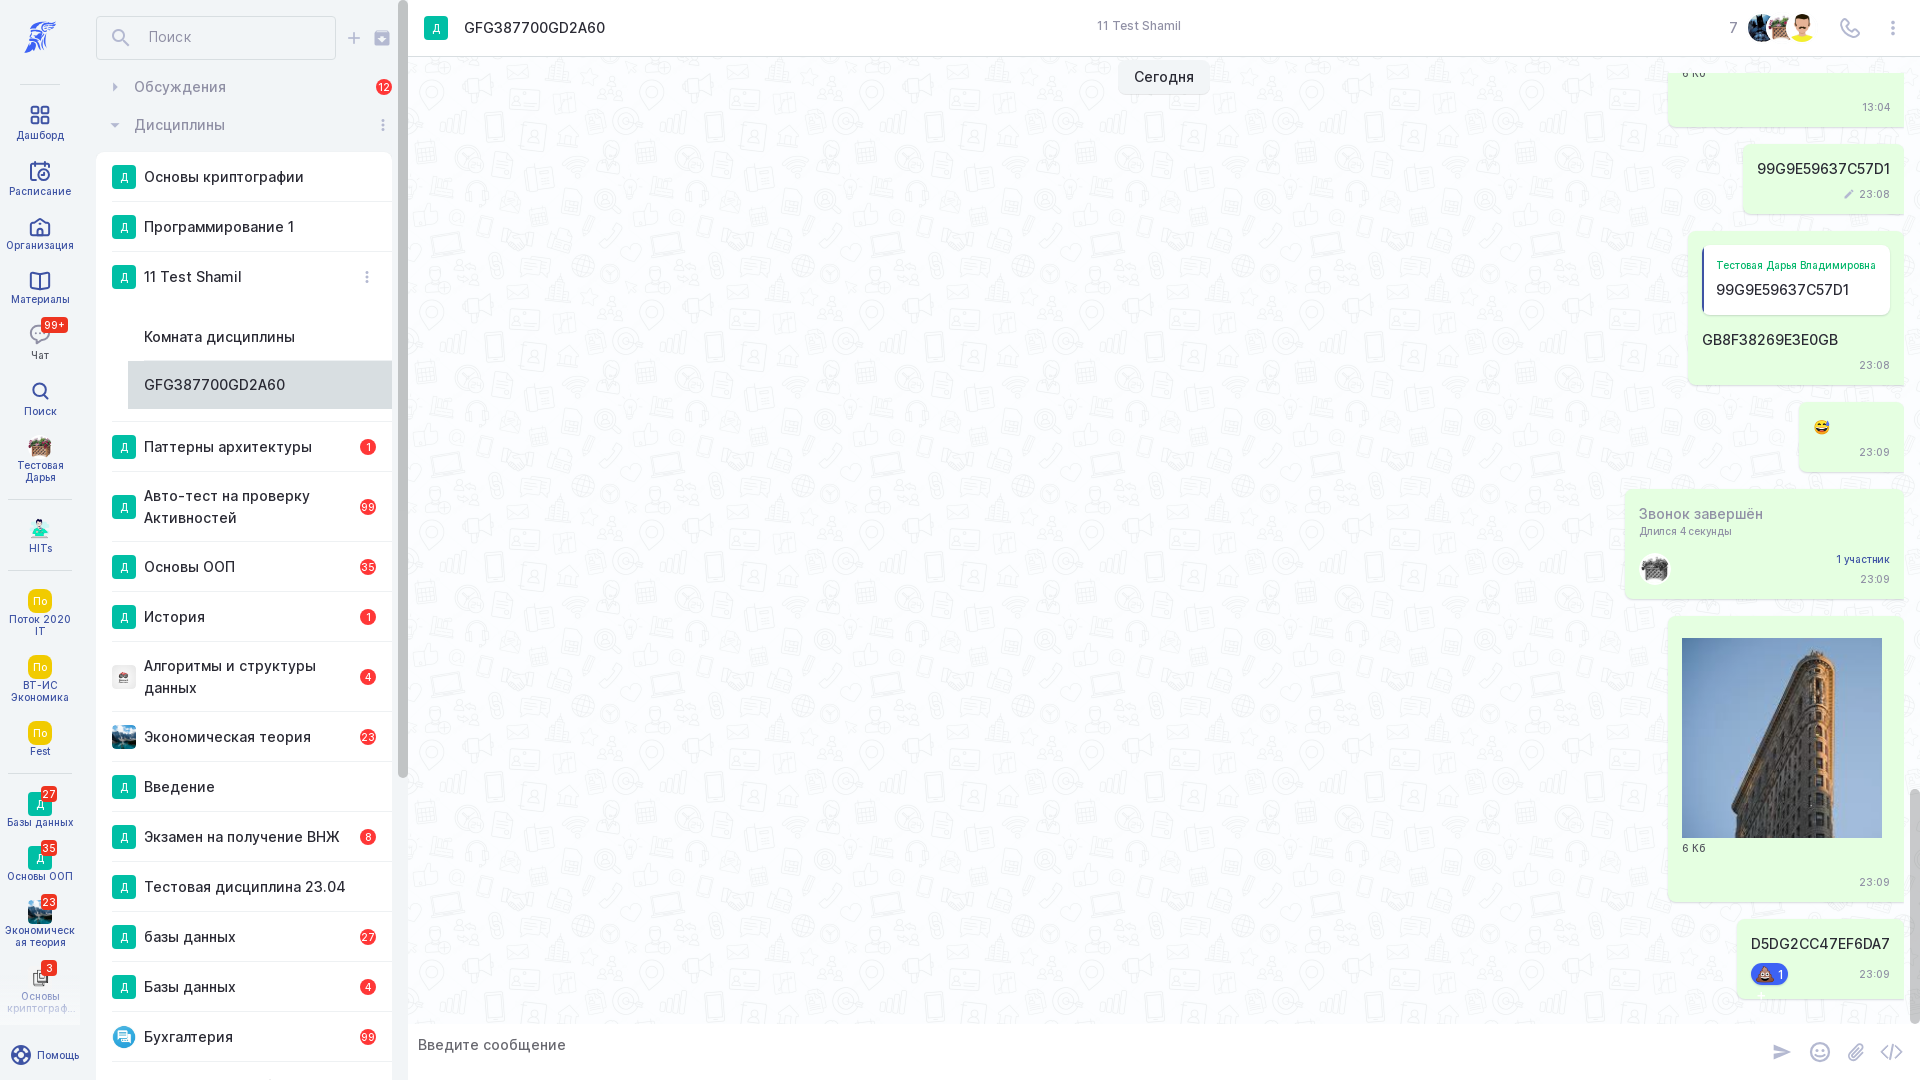 Дашборд
Расписание
Организация
Материалы
99+
Чат
Поиск
Тестовая
Дарья
HITs
По
Поток 2020
IT
По
ВТ-ИС
Экономика
По
Fest
27
Д
Базы данных
35
Д
Основы ООП
23
Экономическ
ая теория
3
Основы
криптограф...
Помощь
Поиск
Обсуждения
12
Дисциплины
Д
Основы криптографии
Д
Программирование 1
Д
11 Test Shamil
Комната дисциплины
GFG387700GD2A60
Д
Паттерны архитектуры
1
Д
Авто-тест на проверку
Активностей
99
Д
Основы ООП
35
Д
История
1
Алгоритмы и структуры
данных
4
Экономическая теория
23
Д
Введение
Д
Экзамен на получение ВНЖ
8
Д
Тестовая дисциплина 23.04
Д
базы данных
27
Д
Базы данных
4
Бухгалтерия
99
Д
GFG387700GD2A60
11 Test Shamil
7
Сегодня
6 Кб
13:04
99G9E59637C57D1
23:08
Тестовая Дарья Владимировна
99G9E59637C57D1
GB8F38269E3E0GB
23:08
23:09
Звонок завершён
Длился 4 секунды
1 участник
23:09
6 Кб
23:09
D5DG2CC47EF6DA7
1
23:09
Введите сообщение